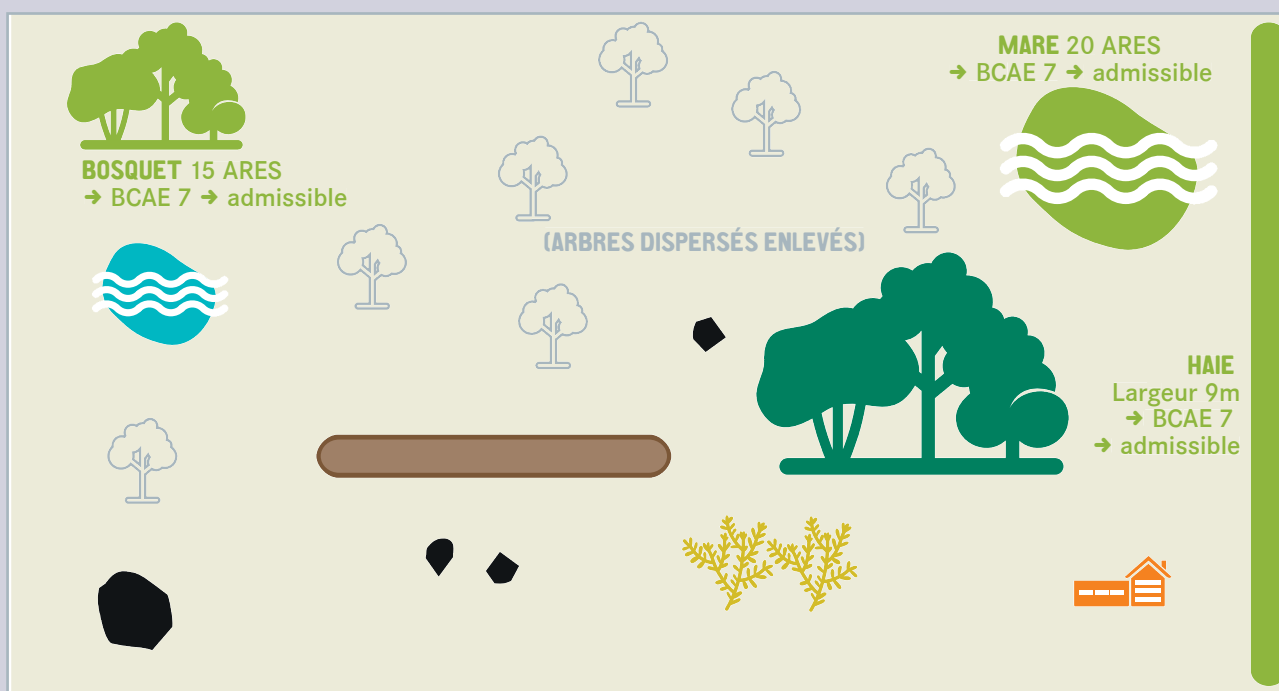 MARE 20 ARES
→ BCAE 7 → admissible
BOSQUET 15 ARES
→ BCAE 7 → admissible
(ARBRES DISPERSÉS ENLEVÉS)
HAIE
Largeur 9m
→ BCAE 7
→ admissible